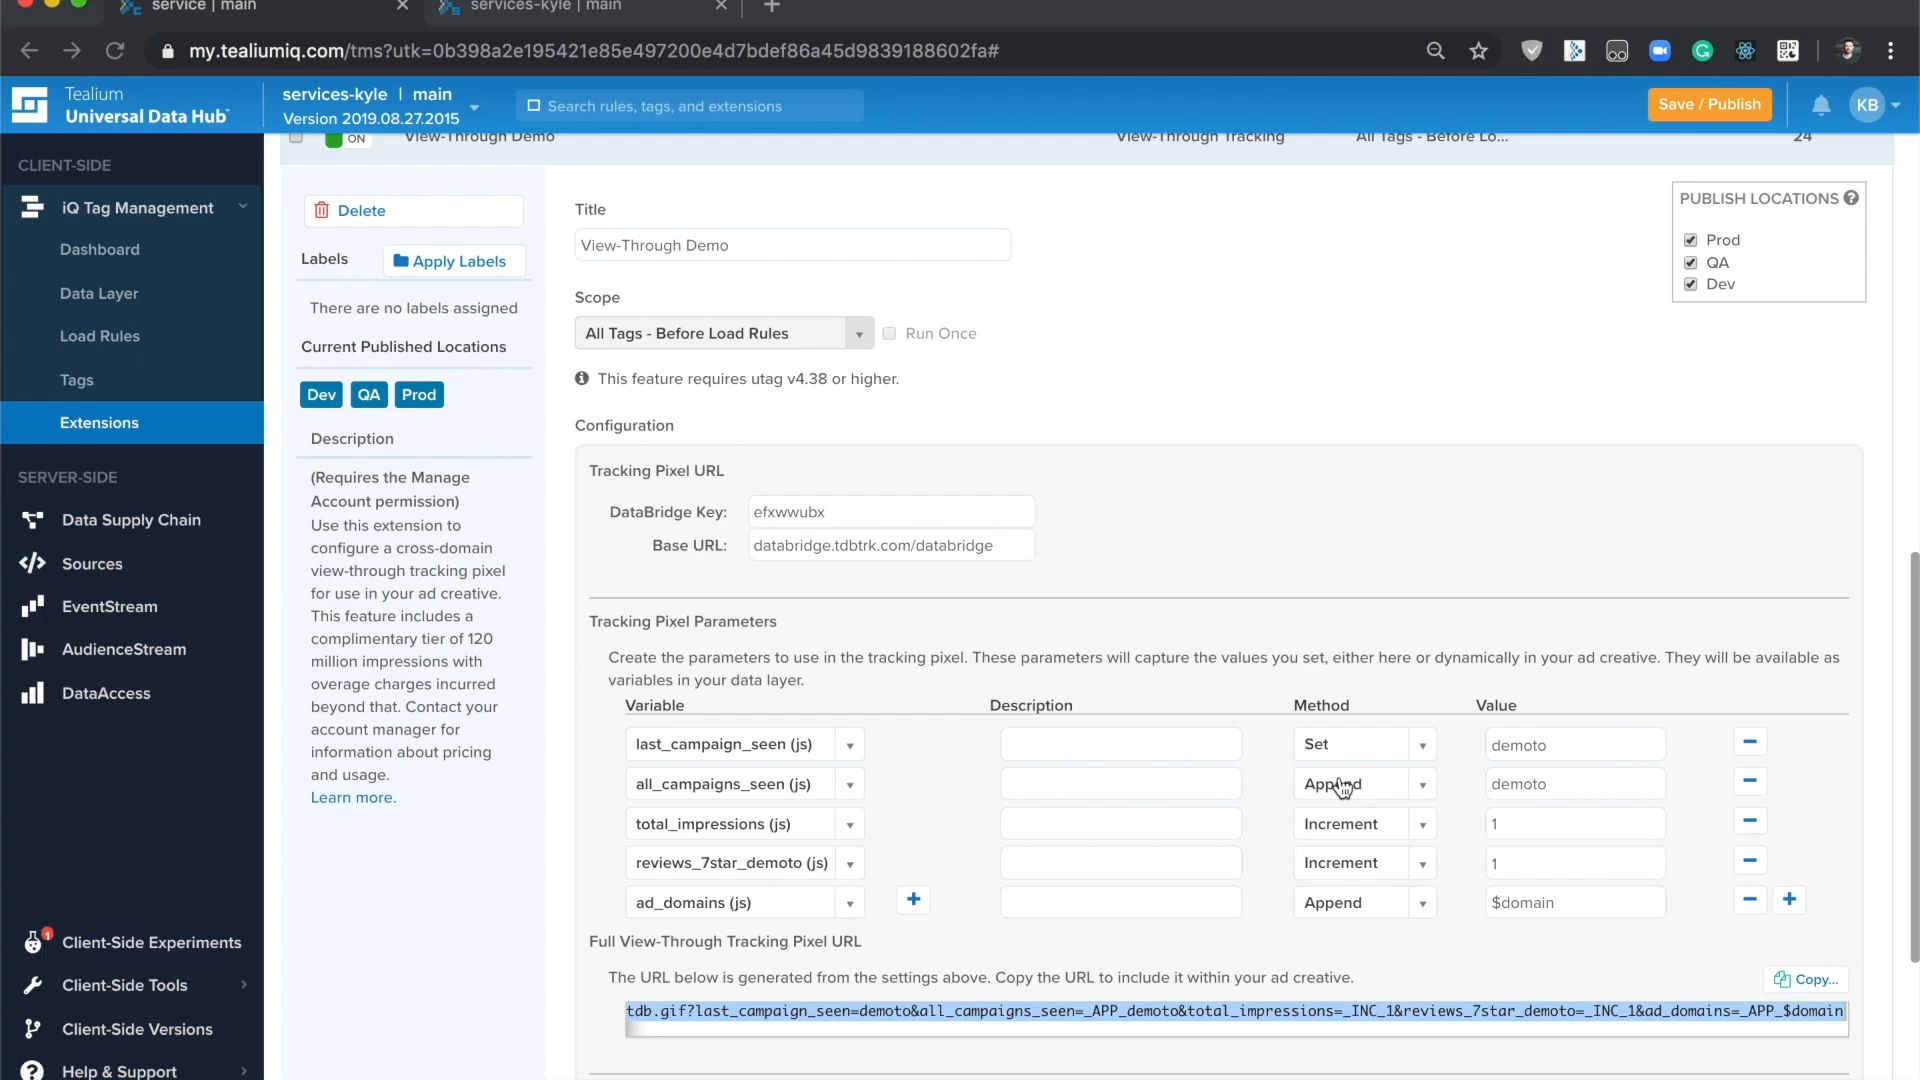 service | main
services-kyle | main
my.tealiumiq.com/tms?utk=0b398a2e195421e85e497200e4d7bdef86a45d9839188602fa#
Tealium
Universal Data Hub
services-kyle | main
Version 2019.08.27.2015
Search rules, tags, and extensions
Save / Publish
KB
ON
View-Through Demo
View-Through Tracking
All Tags - Before Lo...
24
CLIENT-SIDE
iQ Tag Management
Dashboard
Data Layer
Load Rules
Tags
Extensions
SERVER-SIDE
Data Supply Chain
Sources
EventStream
AudienceStream
DataAccess
1
Client-Side Experiments
Client-Side Tools
Client-Side Versions
Help & Support
Delete
Labels
Apply Labels
There are no labels assigned
Current Published Locations
Dev QA Prod
Description
(Requires the Manage
Account permission)
Use this extension to
configure a cross-domain
view-through tracking pixel
for use in your ad creative.
This feature includes a
complimentary tier of 120
million impressions with
overage charges incurred
beyond that. Contact your
account manager for
information about pricing
and usage.
Learn more.
Title
View-Through Demo
Scope
All Tags - Before Load Rules
Run Once
This feature requires utag v4.38 or higher.
PUBLISH LOCATIONS
Prod
QA
Dev
Configuration
Tracking Pixel URL
DataBridge Key: efxwwubx
Base URL: databridge.tdbtrk.com/databridge
Tracking Pixel Parameters
Create the parameters to use in the tracking pixel. These parameters will capture the values you set, either here or dynamically in your ad creative. They will be available as
variables in your data layer.
Variable Description Method Value
last_campaign_seen (js) Set demoto
all_campaigns_seen (js) Append demoto
total_impressions (js) Increment 1
reviews_7star_demoto (js) Increment 1
ad_domains (js) Append $domain
Full View-Through Tracking Pixel URL
The URL below is generated from the settings above. Copy the URL to include it within your ad creative.
Copy...
tdb.gif?last_campaign_seen=demoto&all_campaigns_seen=_APP_demoto&total_impressions=_INC_1&reviews_7star_demoto=_INC_1&ad_domains=_APP_$domain